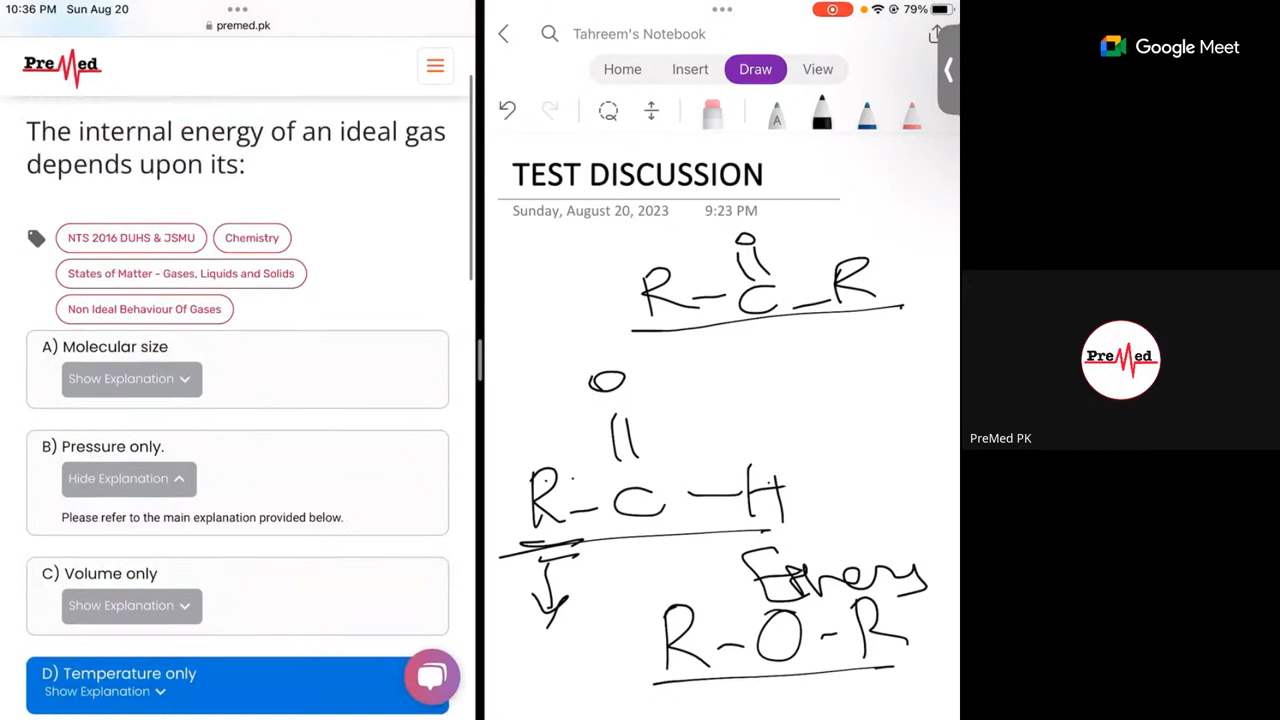 10:36 PM Sun Aug 20
premed.pk
PreMed
The internal energy of an ideal gas
depends upon its:
NTS 2016 DUHS & JSMU
Chemistry
States of Matter - Gases, Liquids and Solids
Non Ideal Behaviour Of Gases
A) Molecular size
Show Explanation
B) Pressure only.
Hide Explanation
Please refer to the main explanation provided below.
C) Volume only
Show Explanation
D) Temperature only
Show Explanation
79%
Tahreem's Notebook
Home Insert Draw View
A
TEST DISCUSSION
Sunday, August 20, 2023 9:23 PM
O
R - C - R
O
R - C - H
Ethers
R - O - R
Google Meet
PreMed
PreMed PK